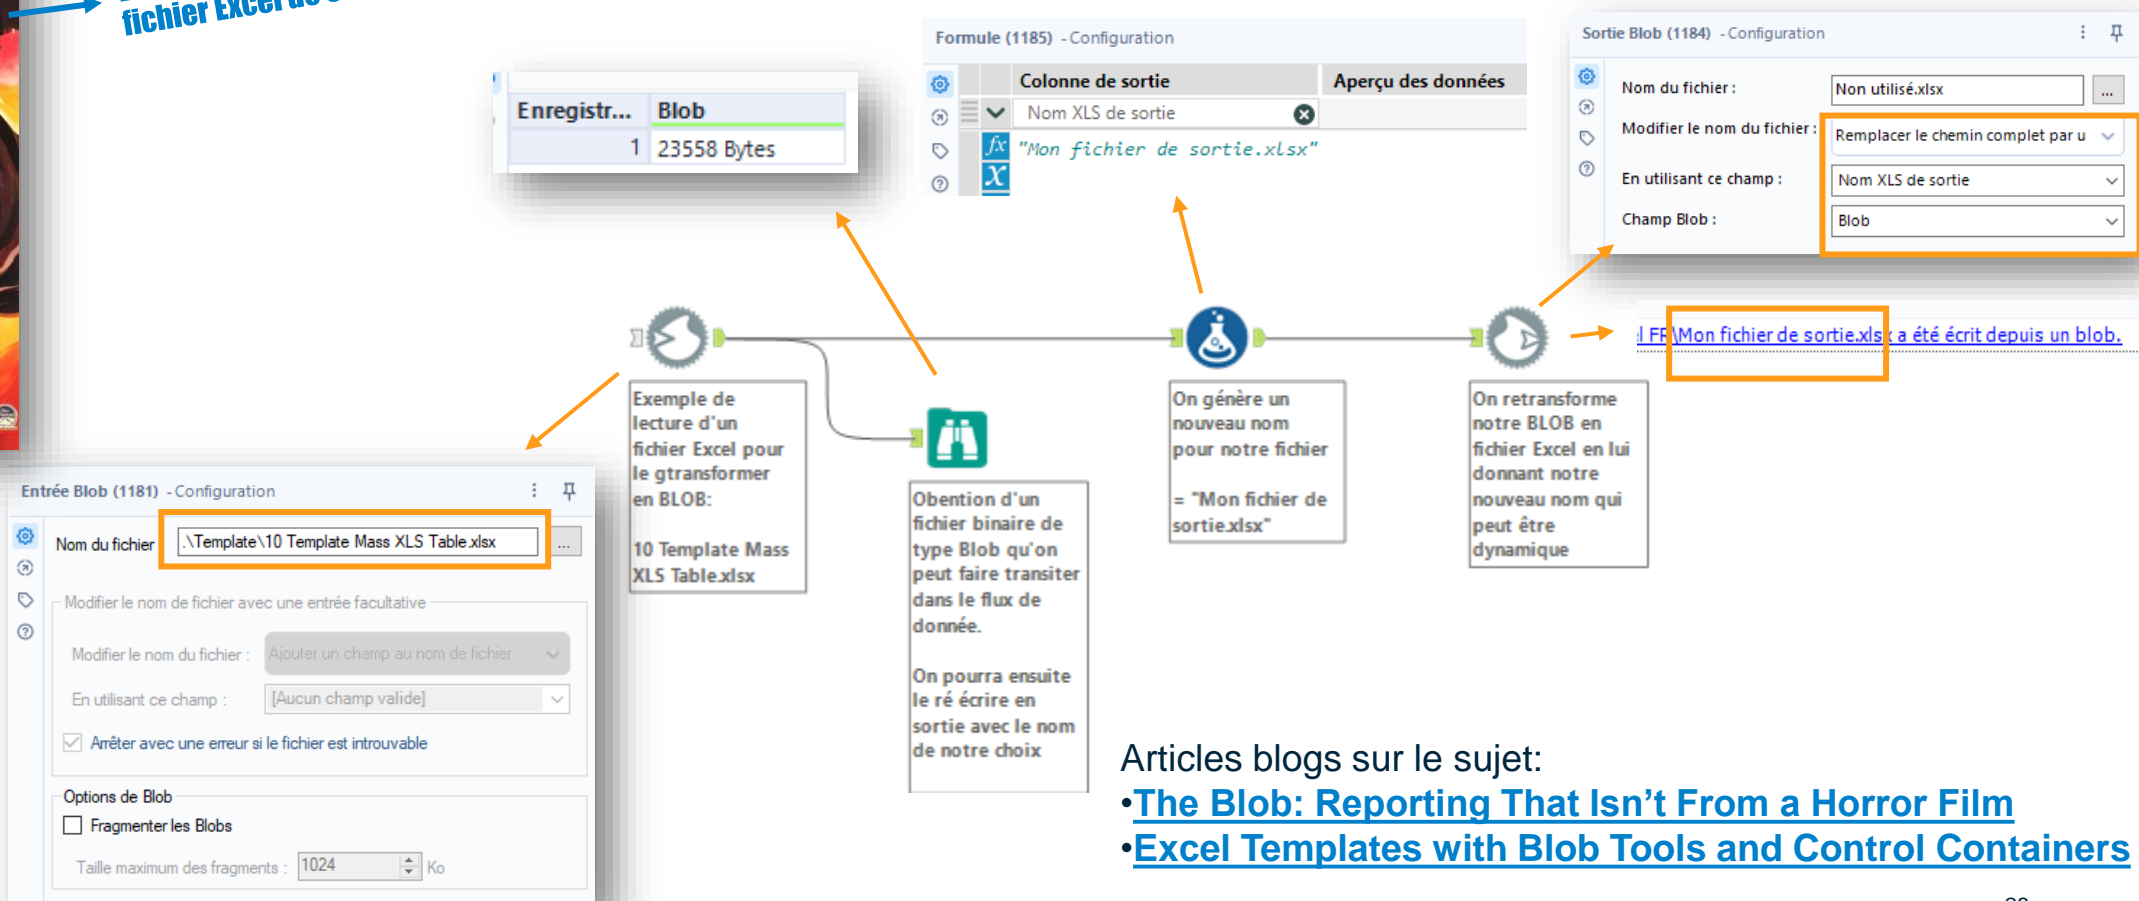 fichier Excel de
Enregistr... Blob
1 23558 Bytes
Formule (1185) - Configuration
Colonne de sortie Aperçu des données
Nom XLS de sortie
"Mon fichier de sortie.xlsx"
Sortie Blob (1184) - Configuration
Nom du fichier : Non utilisé.xlsx ...
Modifier le nom du fichier : Remplacer le chemin complet par u
En utilisant ce champ : Nom XLS de sortie
Champ Blob : Blob
l FR\Mon fichier de sortie.xlsx a été écrit depuis un blob.
Exemple de
lecture d'un
fichier Excel pour
le gtransformer
en BLOB:
10 Template Mass
XLS Table.xlsx
Obention d'un
fichier binaire de
type Blob qu'on
peut faire transiter
dans le flux de
donnée.
On pourra ensuite
le ré écrire en
sortie avec le nom
de notre choix
On génère un
nouveau nom
pour notre fichier
= "Mon fichier de
sortie.xlsx"
On retransforme
notre BLOB en
fichier Excel en lui
donnant notre
nouveau nom qui
peut être
dynamique
Entrée Blob (1181) - Configuration
Nom du fichier .\Template\10 Template Mass XLS Table.xlsx ...
Modifier le nom de fichier avec une entrée facultative
Modifier le nom du fichier : Ajouter un champ au nom de fichier
En utilisant ce champ : [Aucun champ valide]
Arrêter avec une erreur si le fichier est introuvable
Options de Blob
Fragmenter les Blobs
Taille maximum des fragments : 1024 Ko
Articles blogs sur le sujet:
•The Blob: Reporting That Isn’t From a Horror Film
•Excel Templates with Blob Tools and Control Containers